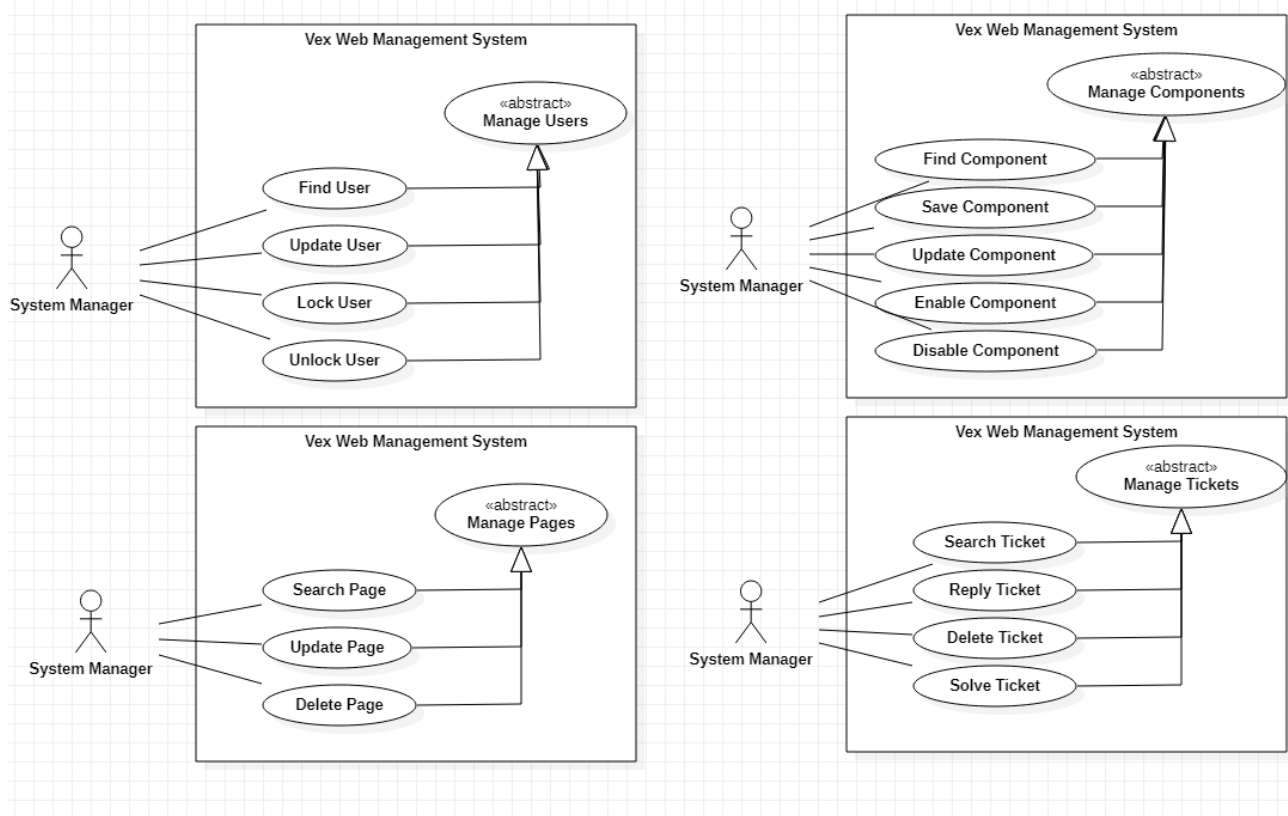 Vex Web Management System
«abstract»
Manage Users
Find User
Update User
Lock User
Unlock User
System Manager
Vex Web Management System
«abstract»
Manage Components
Find Component
Save Component
Update Component
Enable Component
Disable Component
System Manager
Vex Web Management System
«abstract»
Manage Pages
Search Page
Update Page
Delete Page
System Manager
Vex Web Management System
«abstract»
Manage Tickets
Search Ticket
Reply Ticket
Delete Ticket
Solve Ticket
System Manager